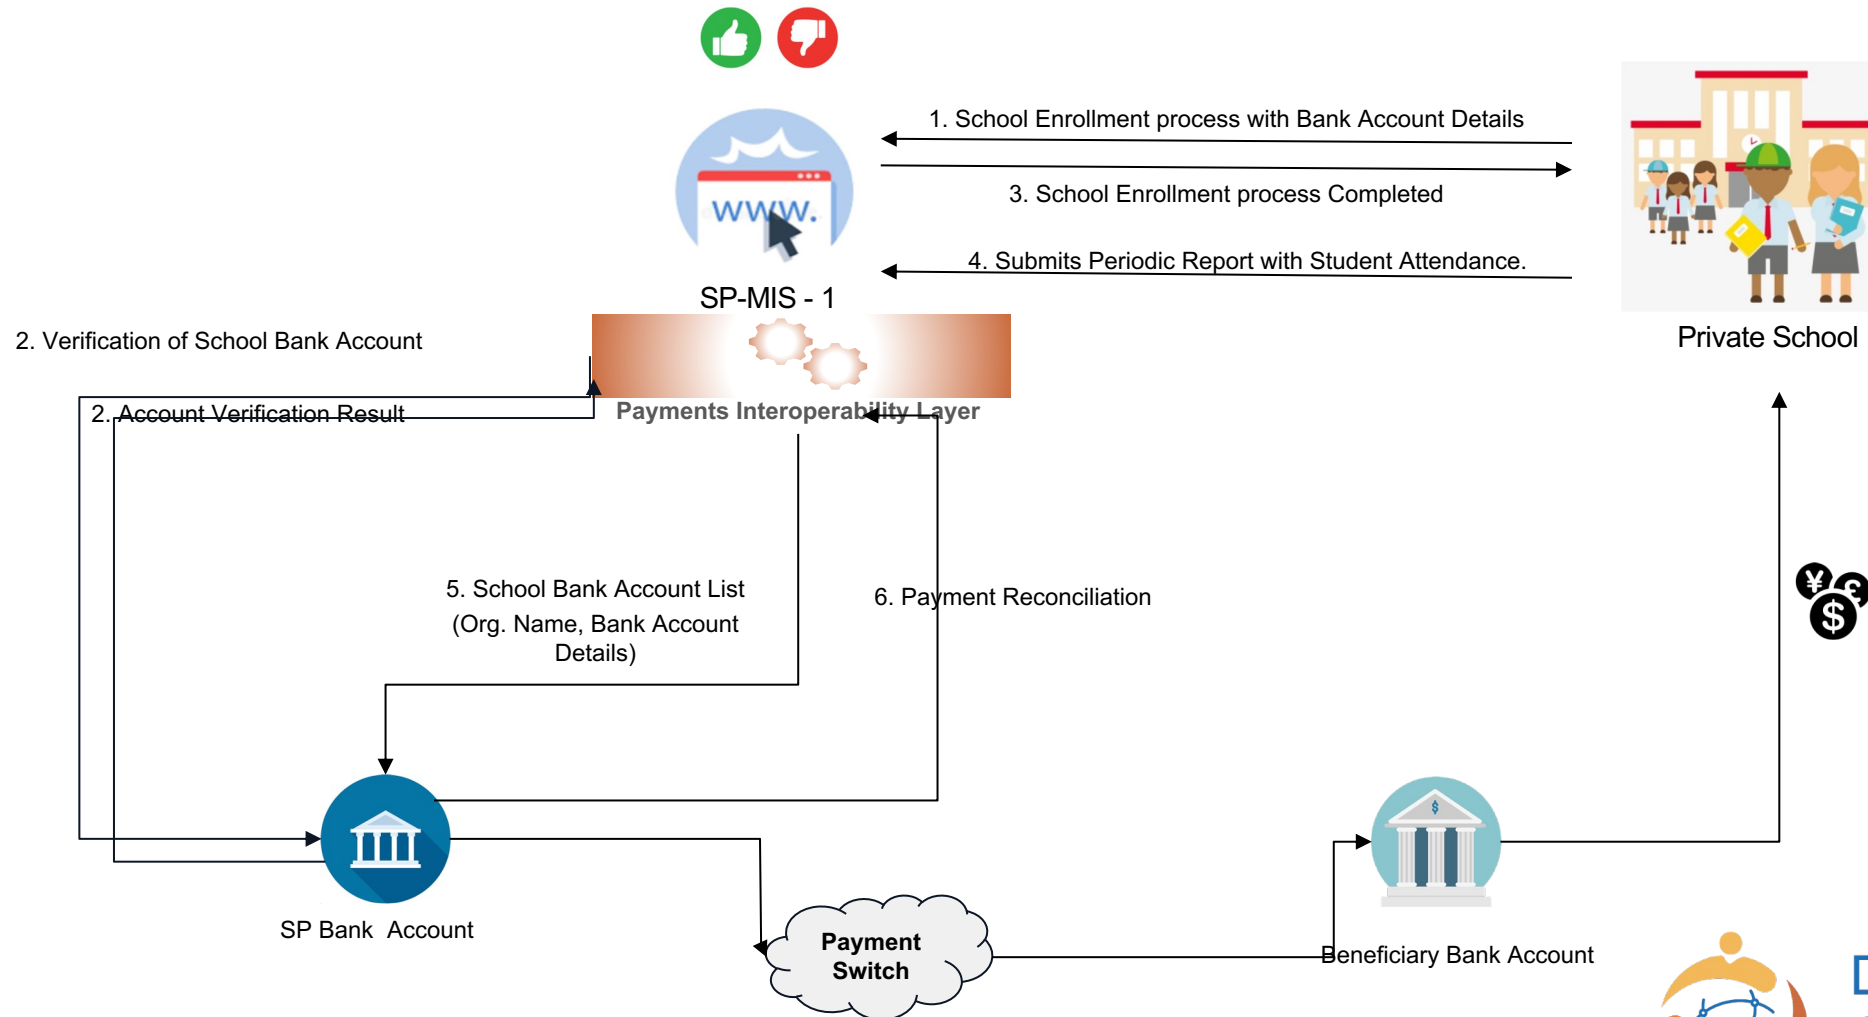 1. School Enrollment process with Bank Account Details
www.
3. School Enrollment process Completed
4. Submits Periodic Report with Student Attendance.
SP-MIS - 1
Private School
2. Verification of School Bank Account
2. Account Verification Result
Payments Interoperability Layer
5. School Bank Account List
(Org. Name, Bank Account
Details)
6. Payment Reconciliation
¥ £
$
$
SP Bank Account
Payment
Switch
Beneficiary Bank Account